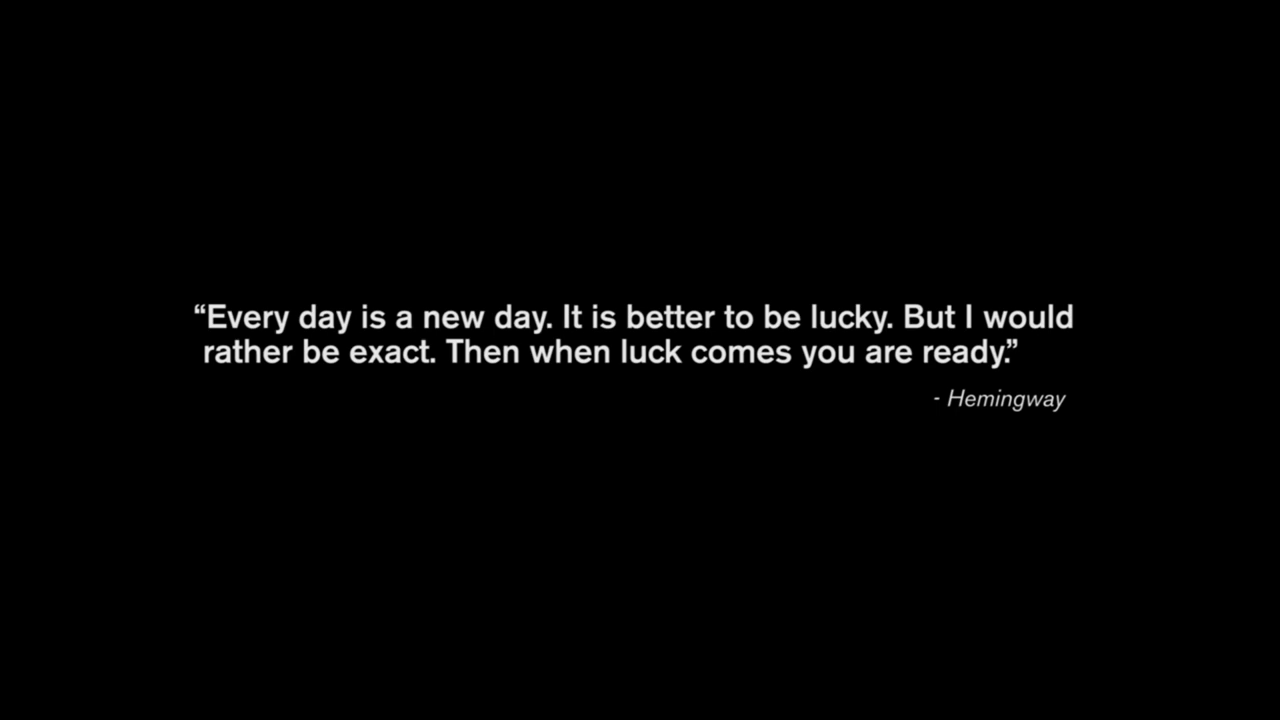 “Every day is a new day. It is better to be lucky. But I would
rather be exact. Then when luck comes you are ready.”
- Hemingway